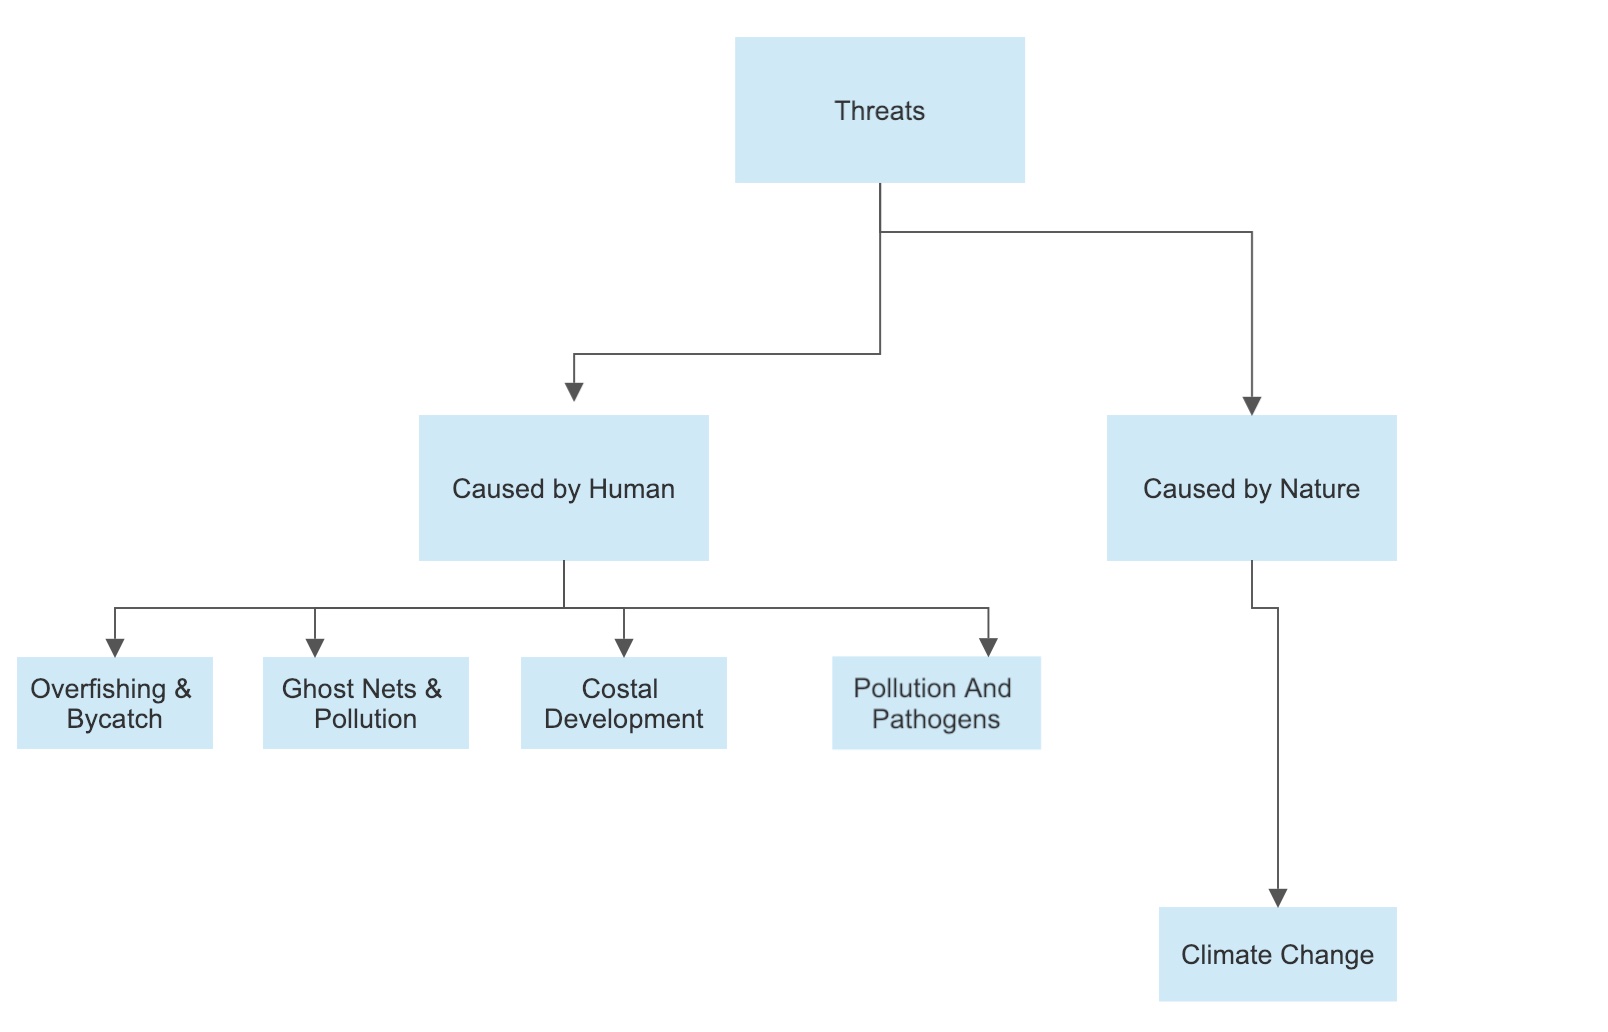 Threats
Caused by Human
Caused by Nature
Overfishing &
Bycatch
Ghost Nets &
Pollution
Costal
Development
Pollution And
Pathogens
Climate Change